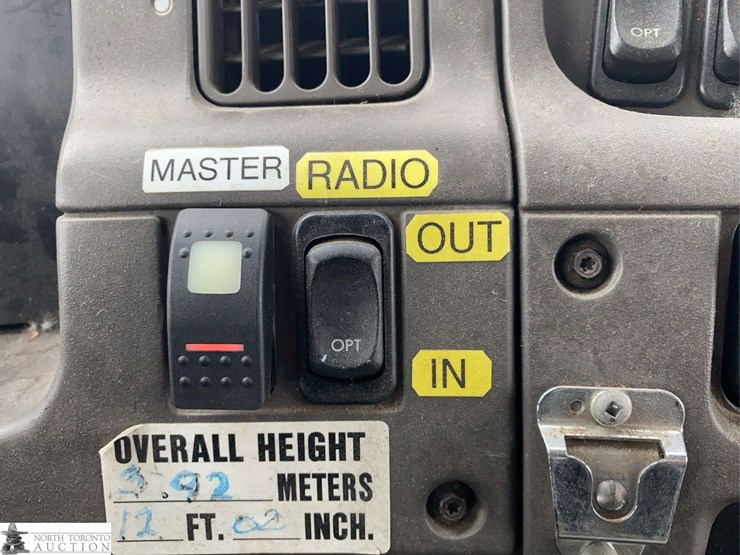 OPT
MASTER
RADIO
OUT
OPT
IN
OVERALL HEIGHT
3.92 METERS
12 FT. 02 INCH.
NORTH TORONTO
AUCTION